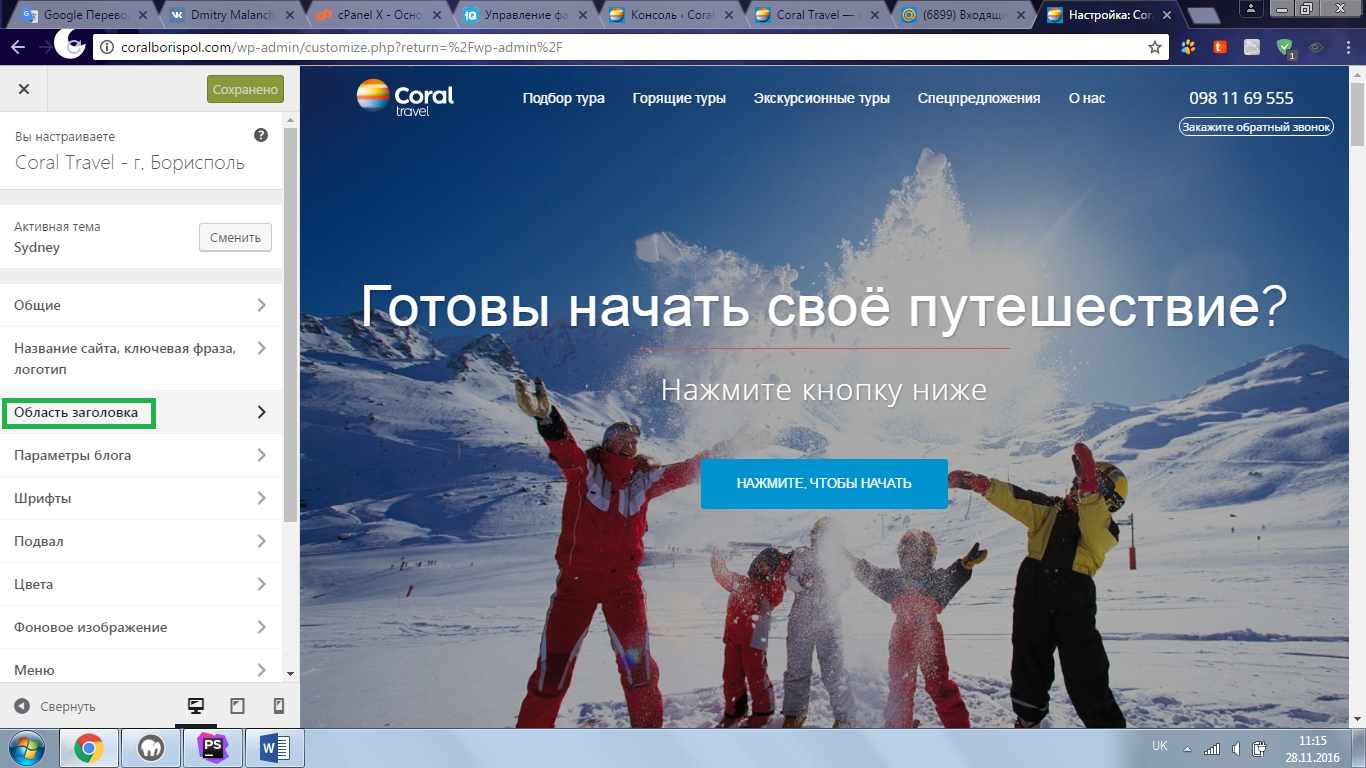 Google Перево
Dmitry Malanch
cPanel X - Осно
Управление фа
Консоль ‹ Coral
Coral Travel — г
(6899) Входящи
Настройка: Cora
coralborispol.com/wp-admin/customize.php?return=%2Fwp-admin%2F
1
Сохранено
Вы настраиваете
Coral Travel - г. Борисполь
Активная тема
Sydney
Сменить
Общие
Название сайта, ключевая фраза,
логотип
Область заголовка
Параметры блога
Шрифты
Подвал
Цвета
Фоновое изображение
Меню
Свернуть
Coral
travel
Подбор тура
Горящие туры
Экскурсионные туры
Спецпредложения
О нас
098 11 69 555
Закажите обратный звонок
Готовы начать своё путешествие?
Нажмите кнопку ниже
НАЖМИТЕ, ЧТОБЫ НАЧАТЬ
PS
W
UK
11:15
28.11.2016